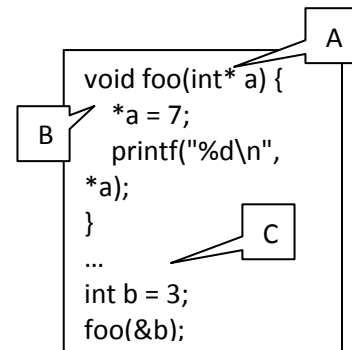 A
void foo(int* a) {
B
*a = 7;
printf("%d\n",
*a);
}
C
...
int b = 3;
foo(&b);